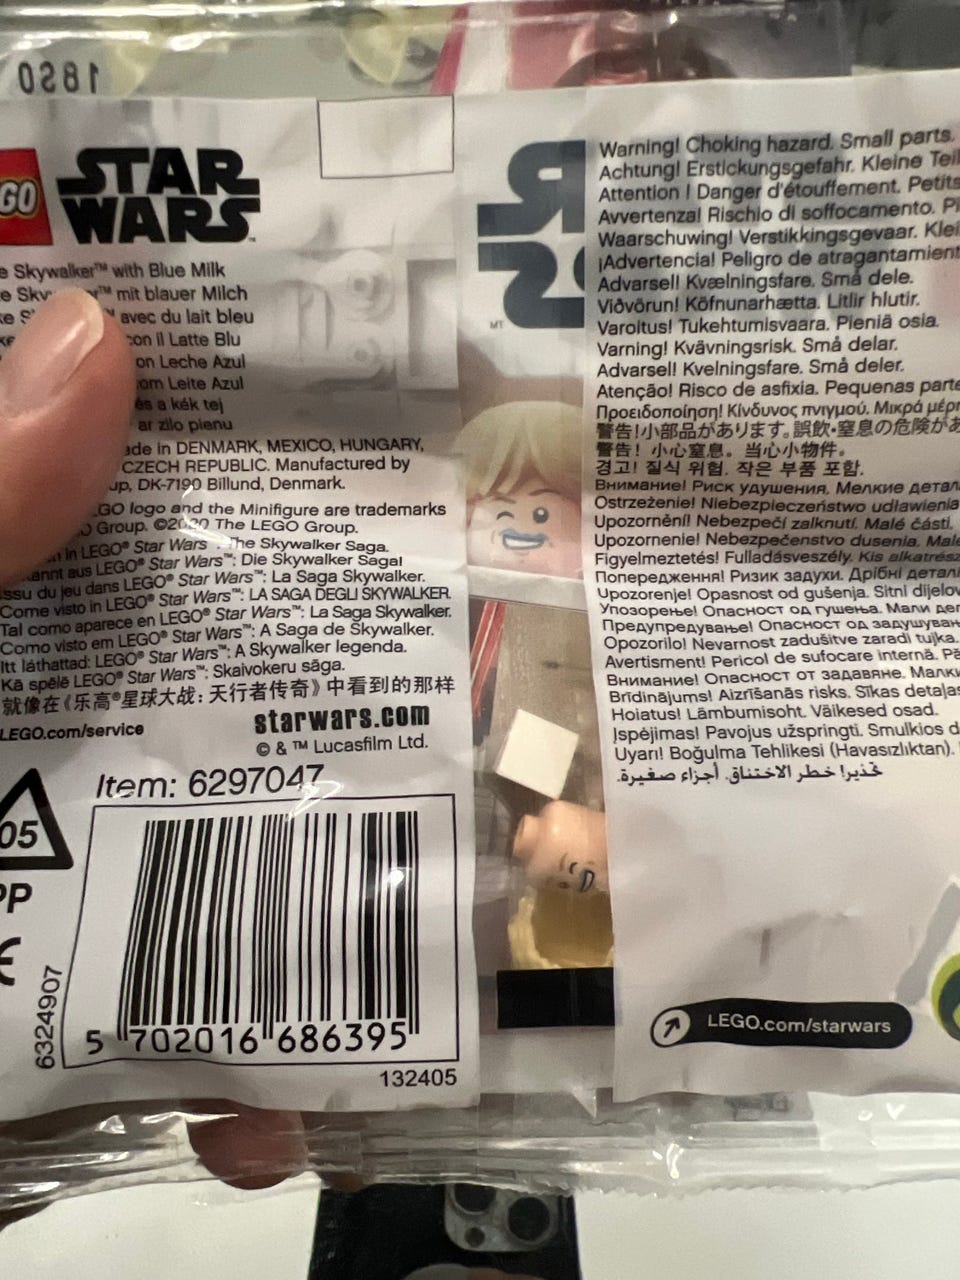 1820
GO
STAR
WARS™
e Skywalker™ with Blue Milk
™ mit blauer Milch
avec du lait bleu
con il Latte Blu
on Leche Azul
om Leite Azul
és a kék tej
ar zilo pienu
ade in DENMARK, MEXICO, HUNGARY,
CZECH REPUBLIC. Manufactured by
up, DK-7190 Billund, Denmark.
GO logo and the Minifigure are trademarks
Group. ©2020 The LEGO Group.
in LEGO® Star Wars The Skywalker Saga.
annt aus LEGO® Star Wars™: Die Skywalker Saga!
ssu du jeu dans LEGO® Star Wars™: La Saga Skywalker.
Come visto in LEGO® Star Wars™: LA SAGA DEGLI SKYWALKER.
Tal como aparece en LEGO® Star Wars™: La Saga Skywalker.
Como visto em LEGO® Star Wars™: A Saga de Skywalker.
Itt láthattad: LEGO® Star Wars™: A Skywalker legenda.
Kā spēlē LEGO® Star Wars™: Skaivokeru sāga.
就像在《乐高®星球大战：天行者传奇》中看到的那样
LEGO.com/service
starwars.com
© & ™ Lucasfilm Ltd.
Item: 6297047
05
PP
CE
6324907
5 702016 686395
132405
Warning! Choking hazard. Small parts.
Achtung! Erstickungsgefahr. Kleine Teil
Attention ! Danger d'étouffement. Petits
Avvertenza! Rischio di soffocamento. Pi
Waarschuwing! Verstikkingsgevaar. Klei
¡Advertencia! Peligro de atragantamient
Advarsel! Kvælningsfare. Små dele.
Viðvörun! Köfnunarhætta. Litlir hlutir.
Varoitus! Tukehtumisvaara. Pieniä osia.
Varning! Kvävningsrisk. Små delar.
Advarsel! Kvelningsfare. Små deler.
Atenção! Risco de asfixia. Pequenas parte
Προειδοποίηση! Κίνδυνος πνιγμού. Μικρά μέρη
警告!小部品があります。誤飲・窒息の危険があ
警告！小心窒息。当心小物件。
경고! 질식 위험. 작은 부품 포함.
Внимание! Риск удушения. Мелкие детал
Ostrzeżenie! Niebezpieczeństwo udławienia
Upozornění! Nebezpečí zalknutí. Malé části.
Upozornenie! Nebezpečenstvo dusenia. Malé
Figyelmeztetés! Fulladásveszély. Kis alkatrész
Попередження! Ризик задухи. Дрібні деталі
Upozorenje! Opasnost od gušenja. Sitni dijelov
Упозорење! Опасност од гушења. Мали дел
Предупредување! Опасност од задушувањ
Opozorilo! Nevarnost zadušitve zaradi tujka.
Avertisment! Pericol de sufocare internă. Pă
Внимание! Опасност от задавяне. Малки
Brīdinājums! Aizrīšanās risks. Sīkas detaļas
Hoiatus! Lämbumisoht. Väikesed osad.
Įspėjimas! Pavojus užspringti. Smulkios d
Uyarı! Boğulma Tehlikesi (Havasızlıktan).
تحذير! خطر الاختناق. أجزاء صغيرة.
LEGO.com/starwars